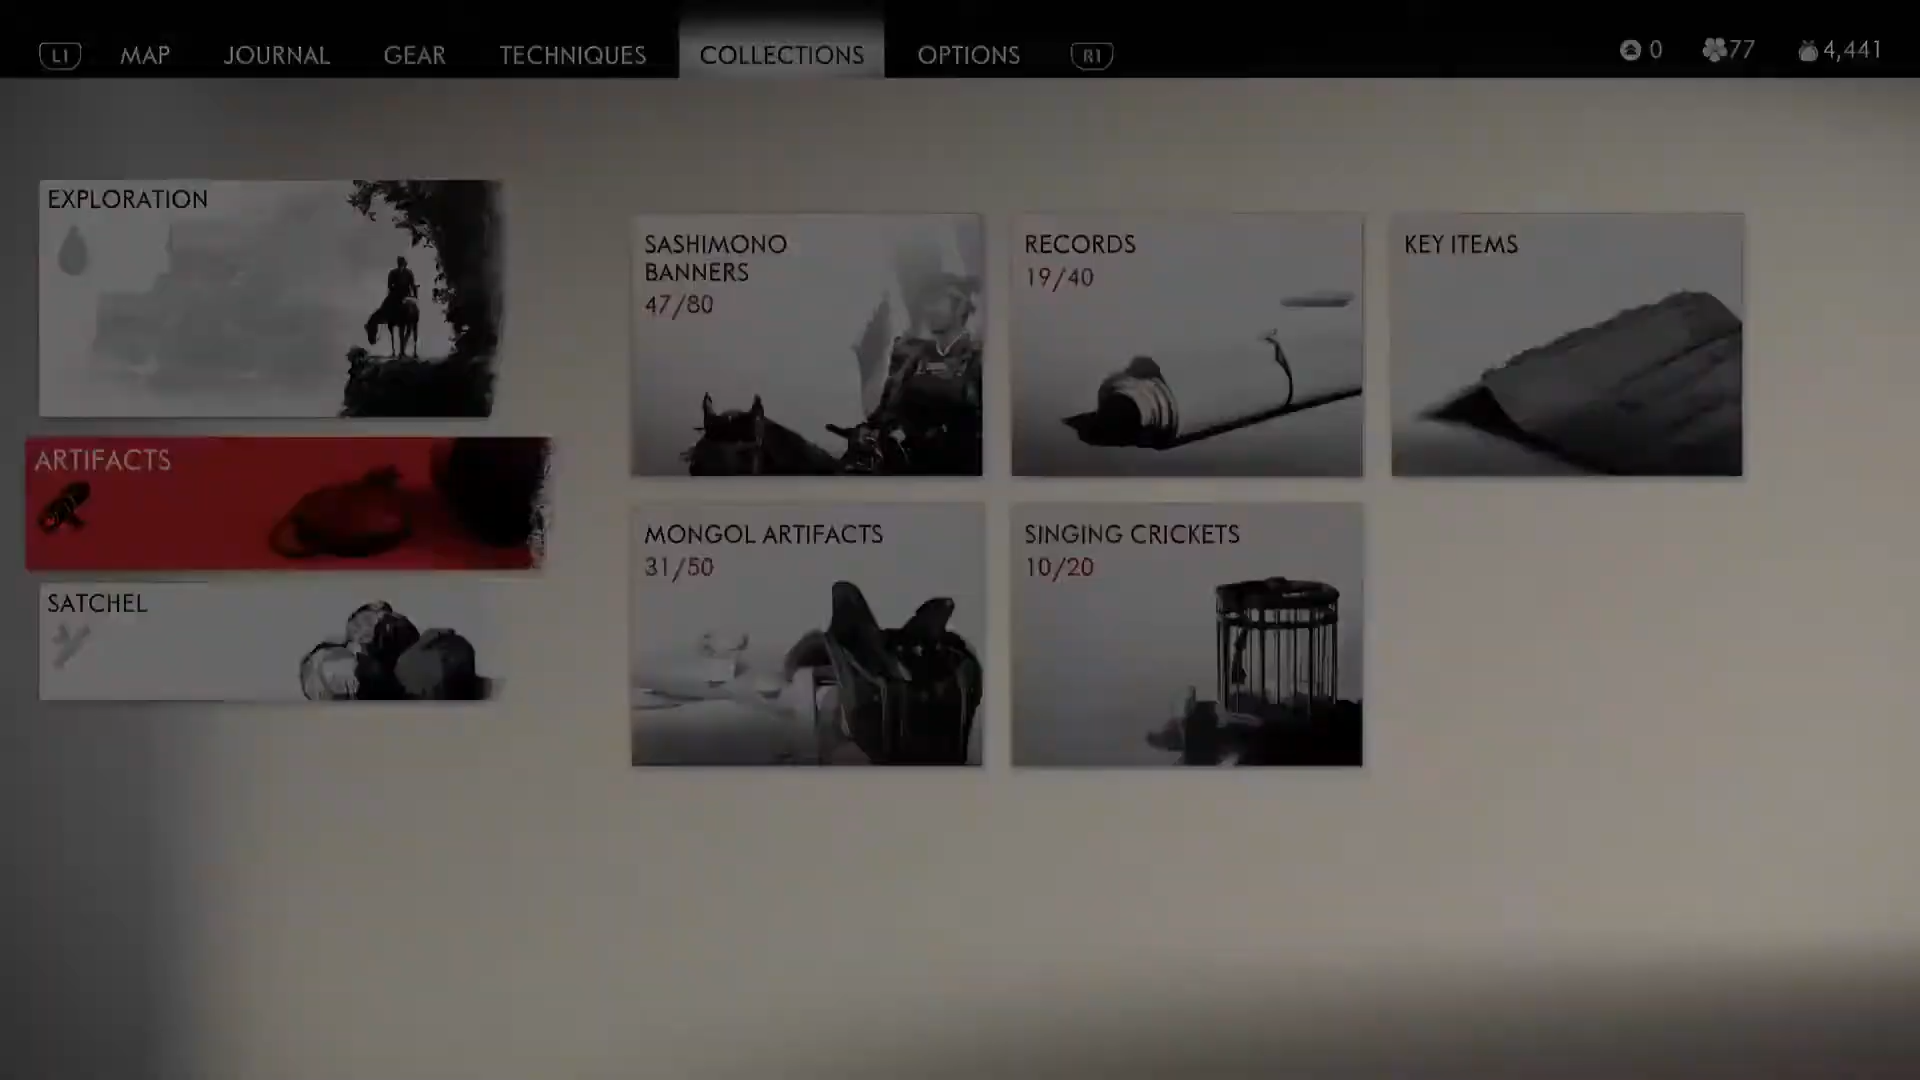 L1 MAP JOURNAL GEAR TECHNIQUES COLLECTIONS OPTIONS R1 0 77 4,441
EXPLORATION
ARTIFACTS
SATCHEL
SASHIMONO
BANNERS
47/80
RECORDS
19/40
KEY ITEMS
MONGOL ARTIFACTS
31/50
SINGING CRICKETS
10/20